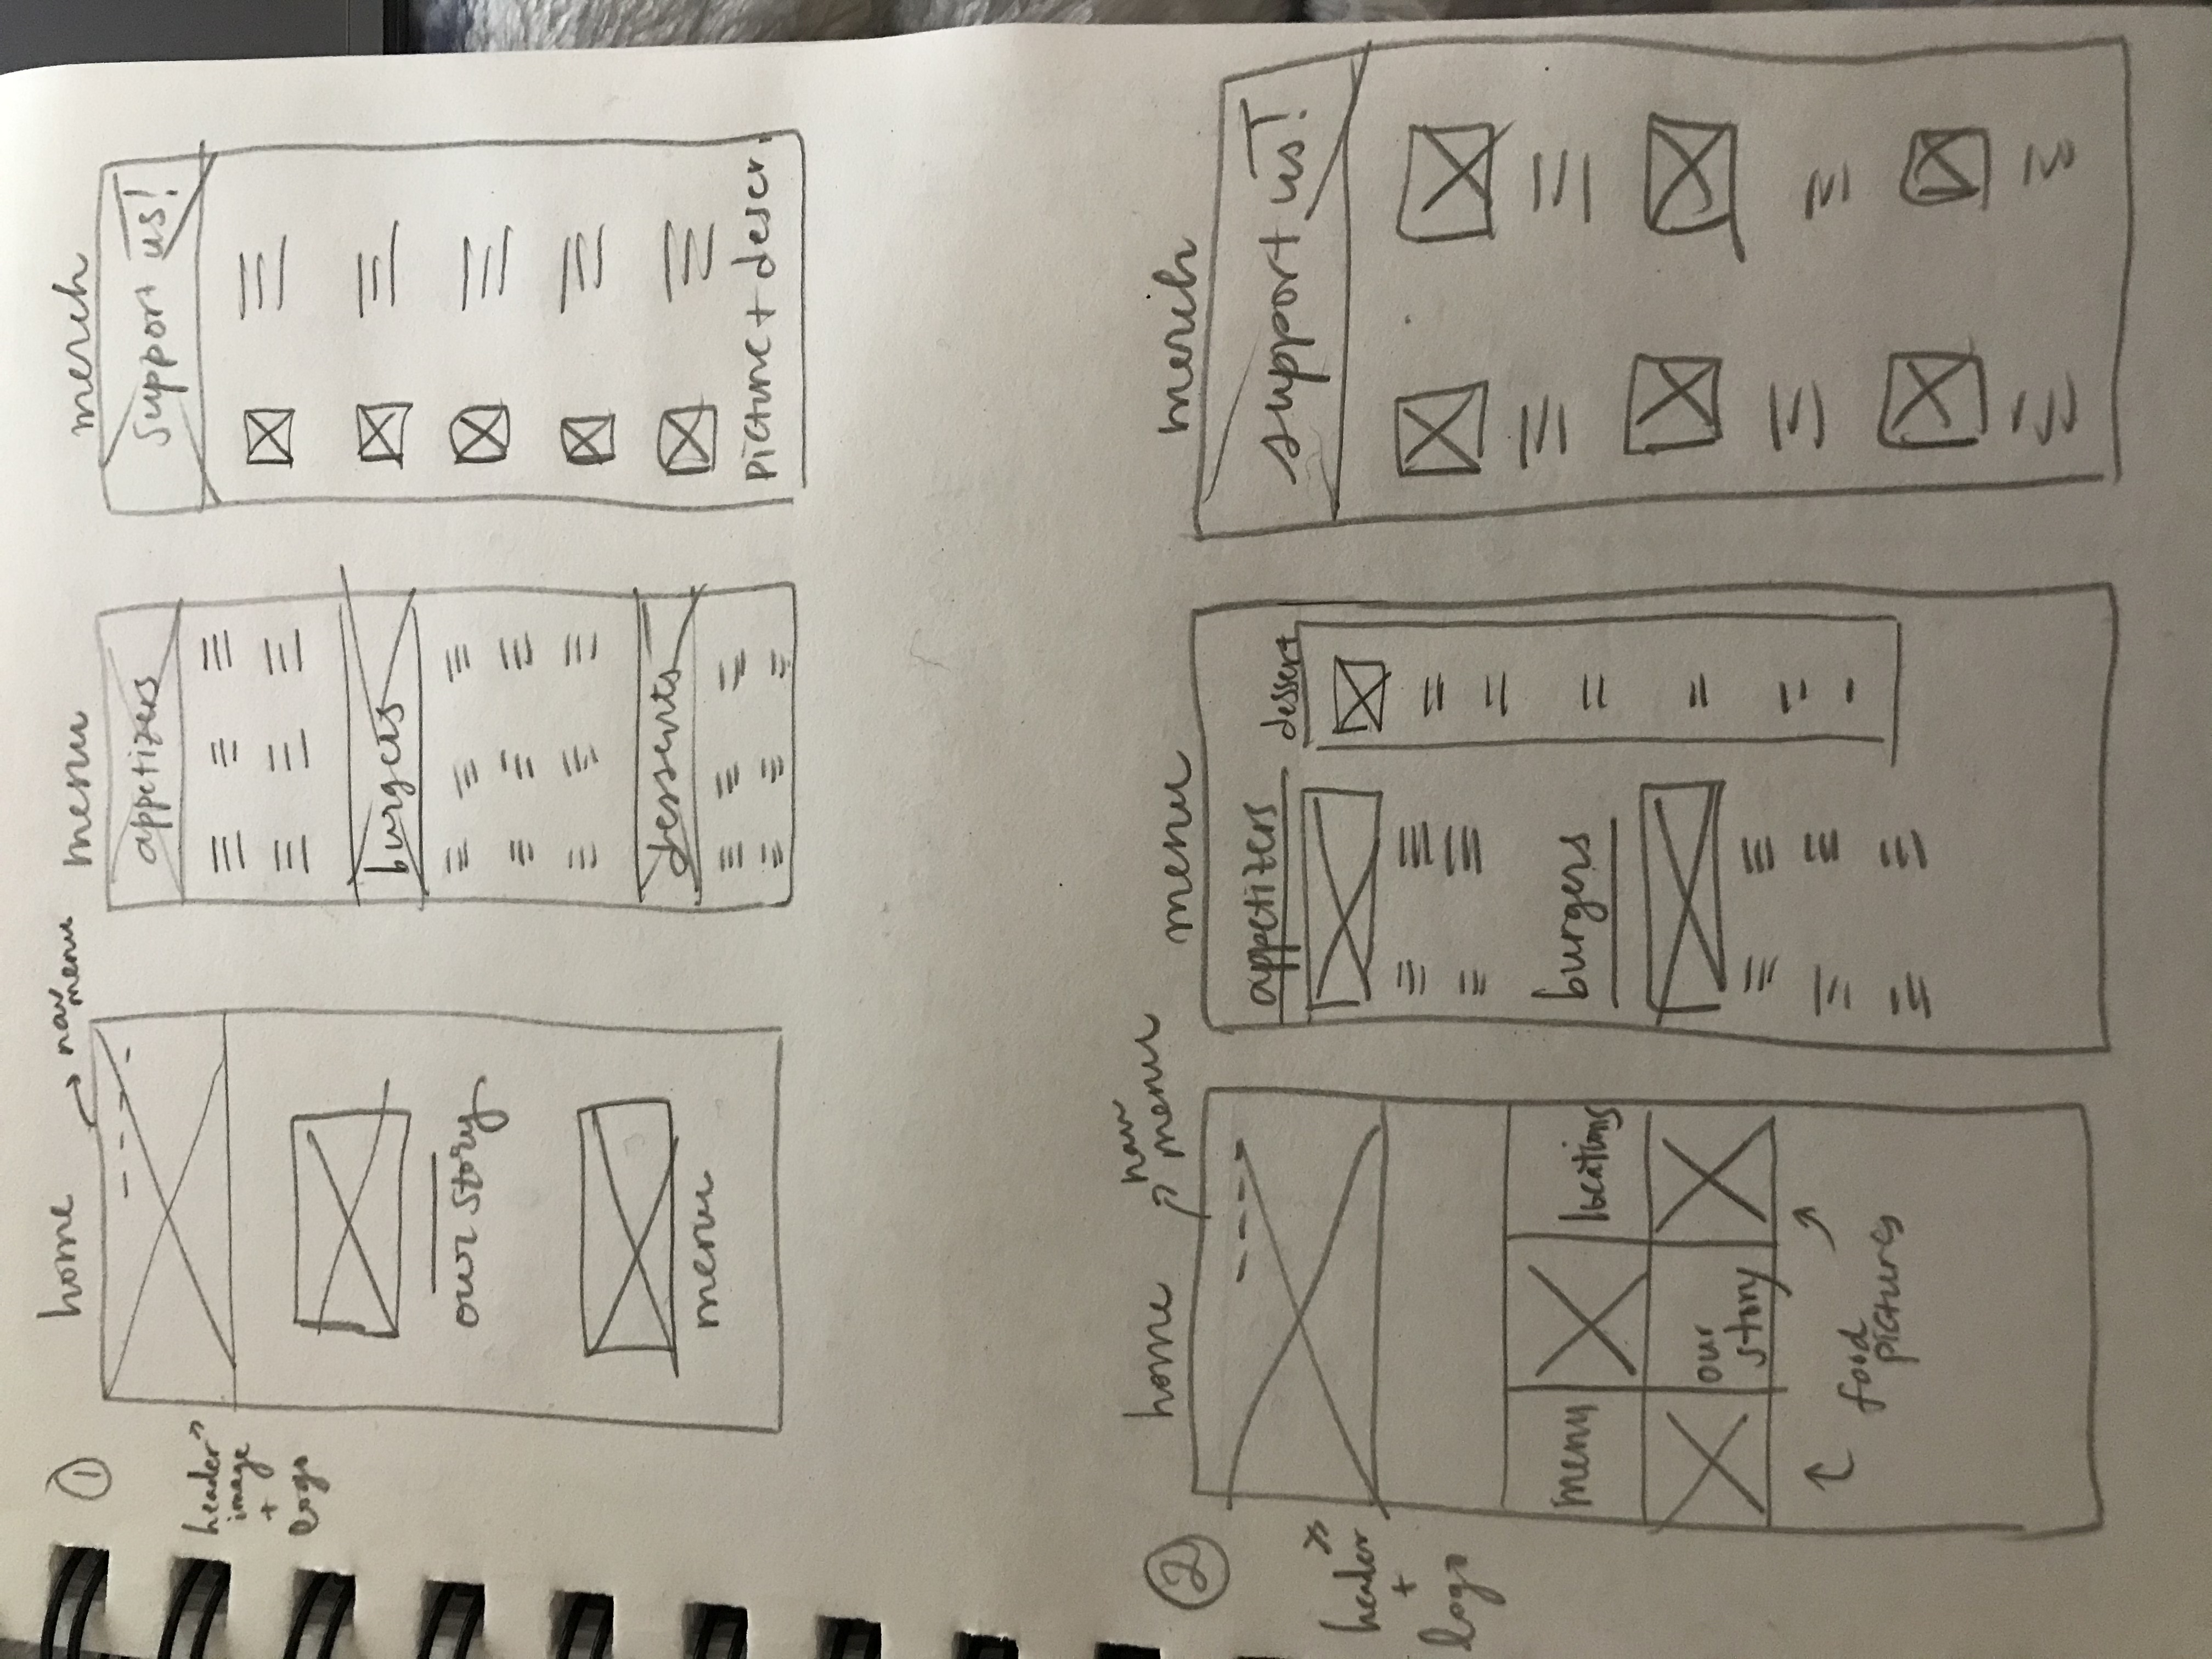 ①
home
nav
menu
header
image
+
logo
our story
menu
menu
appetizers
burgers
desserts
merch
support us!
picture + descr.
②
home
nav
menu
header
+
logo
menu
locations
our
story
food
pictures
menu
appetizers
dessert
burgers
merch
support us!